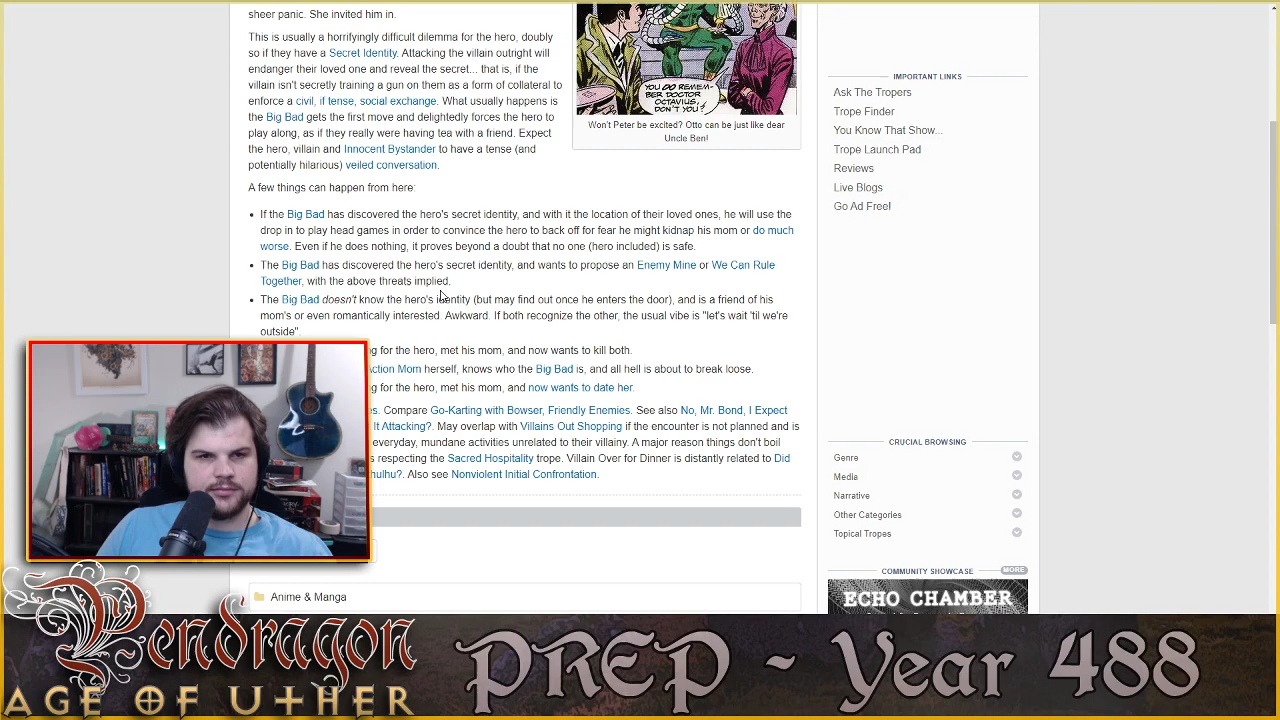 sheer panic. She invited him in.
This is usually a horrifyingly difficult dilemma for the hero, doubly
so if they have a Secret Identity. Attacking the villain outright will
endanger their loved one and reveal the secret... that is, if the
villain isn't secretly training a gun on them as a form of collateral to
enforce a civil, if tense, social exchange. What usually happens is
the Big Bad gets the first move and delightedly forces the hero to
play along, as if they really were having tea with a friend. Expect
the hero, villain and Innocent Bystander to have a tense (and
potentially hilarious) veiled conversation.
YOU DO REMEM-
BER DOCTOR
OCTAVIUS,
DON'T YOU?
Won't Peter be excited? Otto can be just like dear
Uncle Ben!
A few things can happen from here:
If the Big Bad has discovered the hero's secret identity, and with it the location of their loved ones, he will use the
drop in to play head games in order to convince the hero to back off for fear he might kidnap his mom or do much
worse. Even if he does nothing, it proves beyond a doubt that no one (hero included) is safe.
The Big Bad has discovered the hero's secret identity, and wants to propose an Enemy Mine or We Can Rule
Together, with the above threats implied.
The Big Bad doesn't know the hero's identity (but may find out once he enters the door), and is a friend of his
mom's or even romantically interested. Awkward. If both recognize the other, the usual vibe is "let's wait 'til we're
outside".
g for the hero, met his mom, and now wants to kill both.
Action Mom herself, knows who the Big Bad is, and all hell is about to break loose.
g for the hero, met his mom, and now wants to date her.
es. Compare Go-Karting with Bowser, Friendly Enemies. See also No, Mr. Bond, I Expect
It Attacking?. May overlap with Villains Out Shopping if the encounter is not planned and is
everyday, mundane activities unrelated to their villainy. A major reason things don't boil
s respecting the Sacred Hospitality trope. Villain Over for Dinner is distantly related to Did
thulhu?. Also see Nonviolent Initial Confrontation.
Anime & Manga
IMPORTANT LINKS
Ask The Tropers
Trope Finder
You Know That Show...
Trope Launch Pad
Reviews
Live Blogs
Go Ad Free!
CRUCIAL BROWSING
Genre
Media
Narrative
Other Categories
Topical Tropes
COMMUNITY SHOWCASE MORE
ECHO CHAMBER
Pendragon
AGE OF UTHER
PREP - Year 488